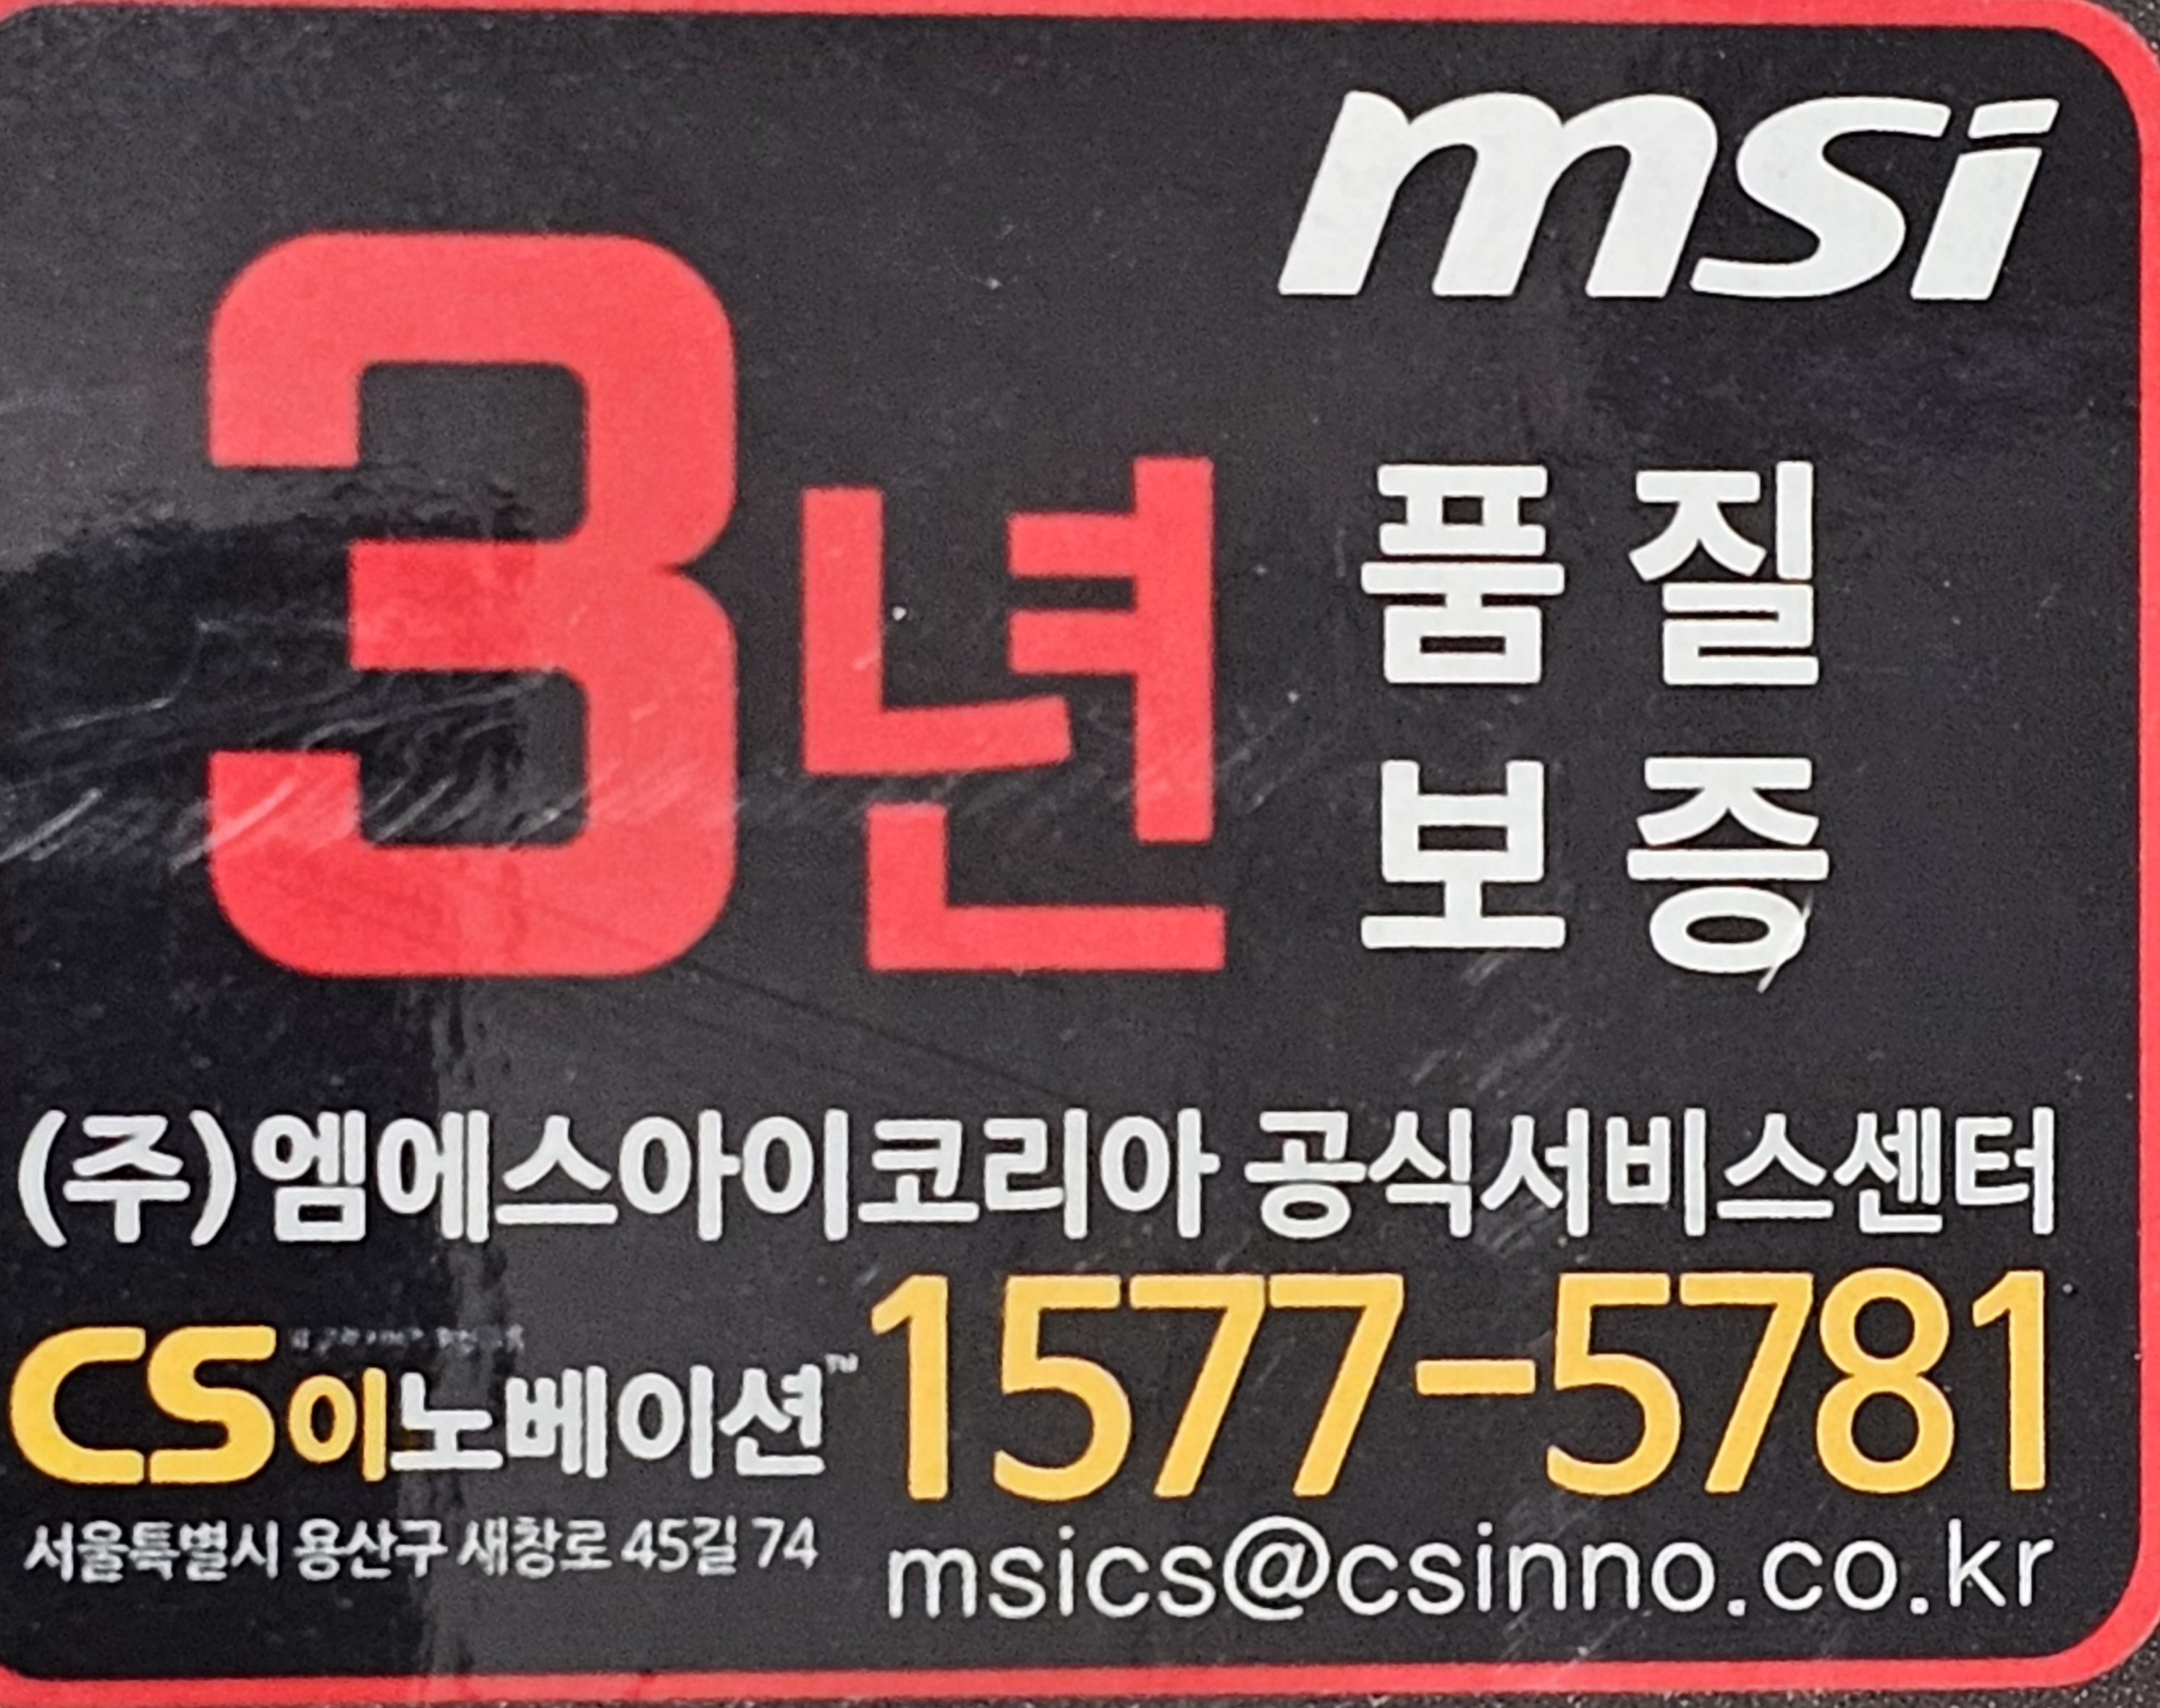 msi
3년
품질
보증
(주)엠에스아이코리아 공식서비스센터
CS이노베이션™
1577-5781
서울특별시 용산구 새창로 45길 74
msics@csinno.co.kr